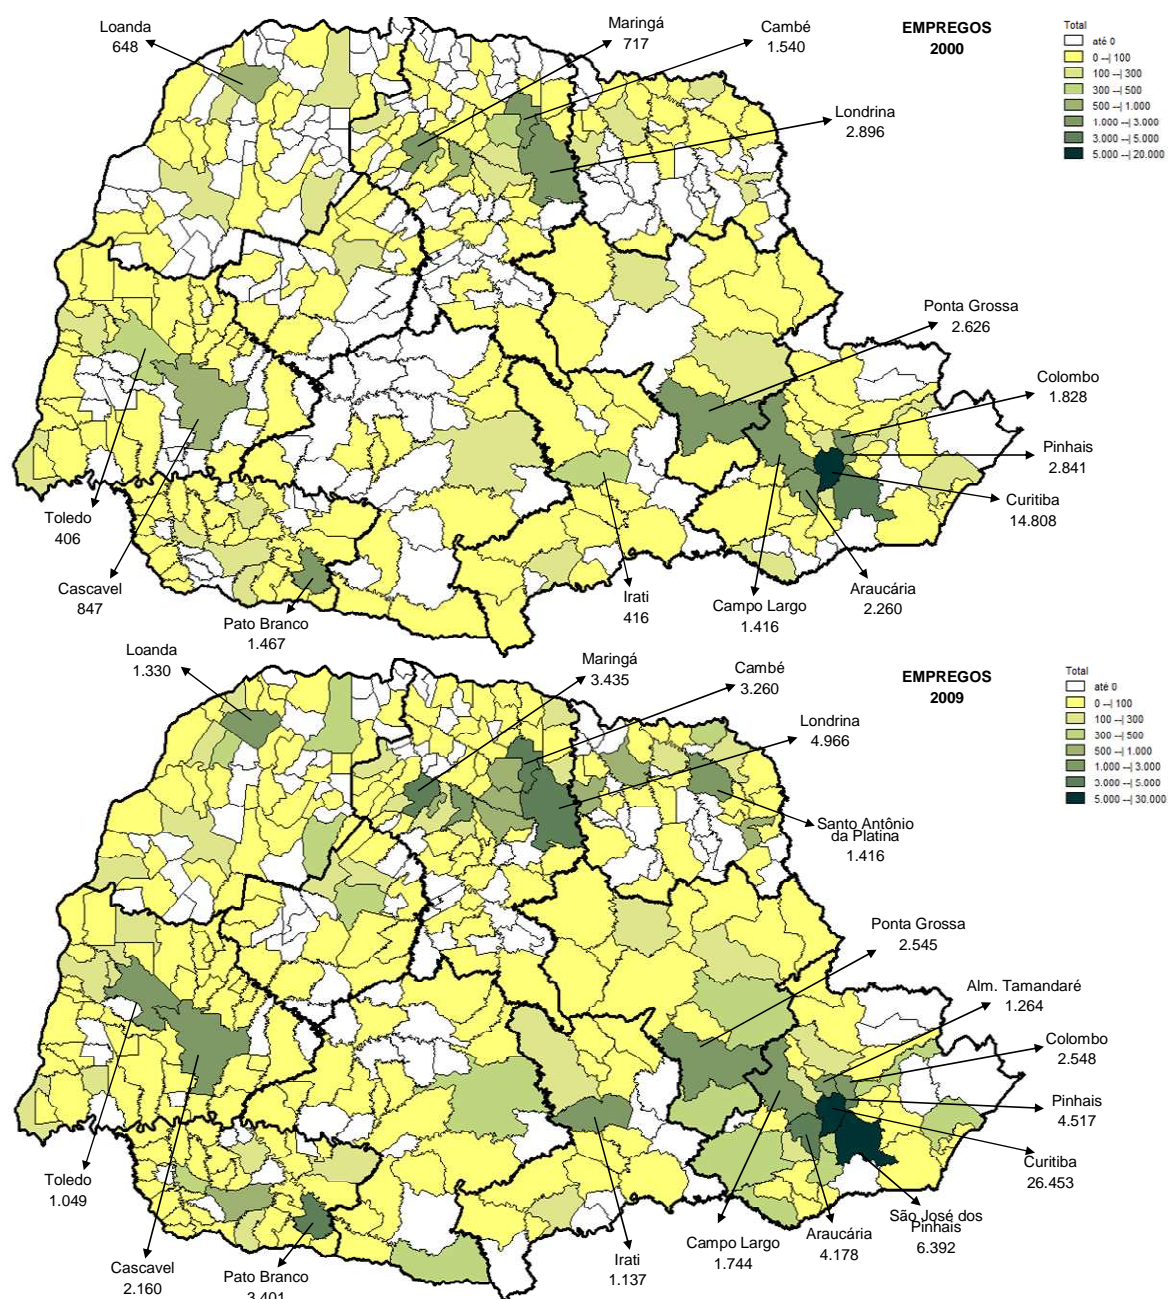 Loanda
648
Maringá
717
Cambé
1.540
EMPREGOS
2000
Total
até 0
0 --| 100
100 --| 300
300 --| 500
500 --| 1.000
1.000 --| 3.000
3.000 --| 5.000
5.000 --| 20.000
Londrina
2.896
Ponta Grossa
2.626
Colombo
1.828
Pinhais
2.841
Curitiba
14.808
Toledo
406
Cascavel
847
Pato Branco
1.467
Irati
416
Campo Largo
1.416
Araucária
2.260
Loanda
1.330
Maringá
3.435
Cambé
3.260
EMPREGOS
2009
Total
até 0
0 --| 100
100 --| 300
300 --| 500
500 --| 1.000
1.000 --| 3.000
3.000 --| 5.000
5.000 --| 30.000
Londrina
4.966
Santo Antônio
da Platina
1.416
Ponta Grossa
2.545
Alm. Tamandaré
1.264
Colombo
2.548
Pinhais
4.517
Curitiba
26.453
São José dos
Pinhais
6.392
Toledo
1.049
Cascavel
2.160
Pato Branco
3.401
Irati
1.137
Campo Largo
1.744
Araucária
4.178